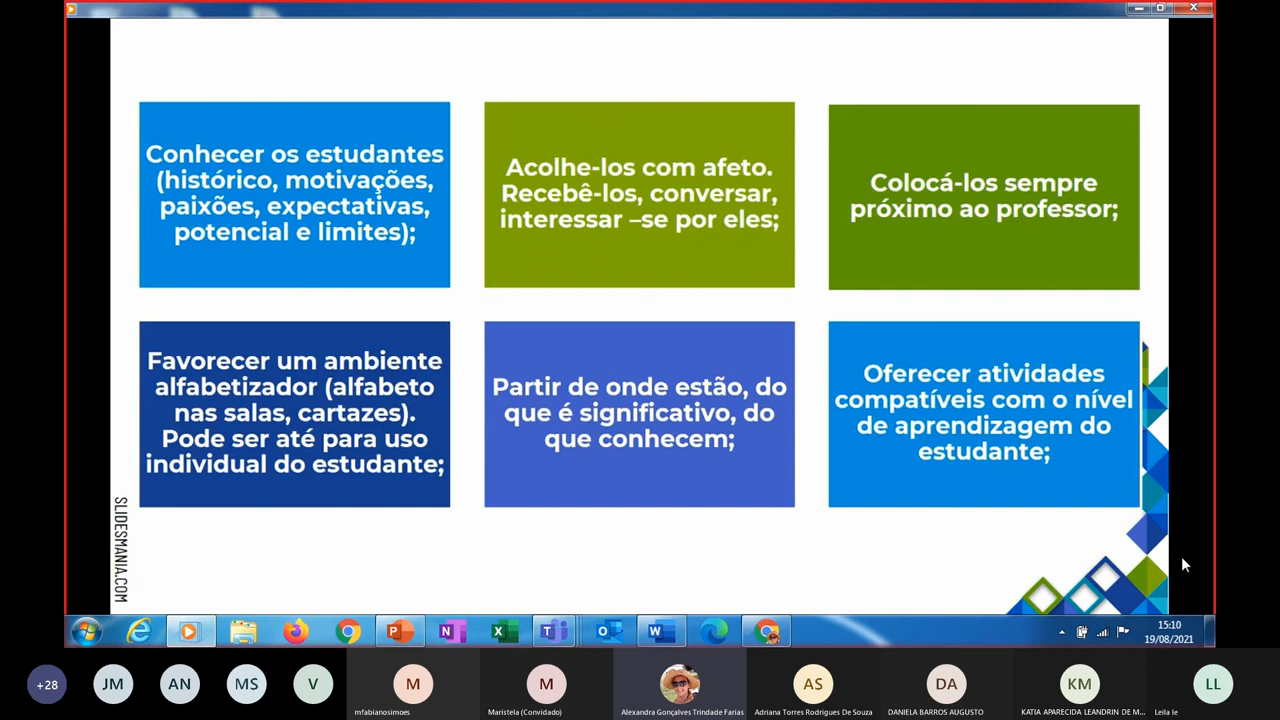 Conhecer os estudantes
(histórico, motivações,
paixões, expectativas,
potencial e limites);
Acolhe-los com afeto.
Recebê-los, conversar,
interessar –se por eles;
Colocá-los sempre
próximo ao professor;
Favorecer um ambiente
alfabetizador (alfabeto
nas salas, cartazes).
Pode ser até para uso
individual do estudante;
Partir de onde estão, do
que é significativo, do
que conhecem;
Oferecer atividades
compatíveis com o nível
de aprendizagem do
estudante;
SLIDESMANIA.COM
15:10
19/08/2021
+28
JM
AN
MS
V
M
mfabianosimoes
M
Maristela (Convidado)
Alexandra Gonçalves Trindade Farias
AS
Adriana Torres Rodrigues De Souza
DA
DANIELA BARROS AUGUSTO
KM
KATIA APARECIDA LEANDRIN DE M...
LL
Leila le